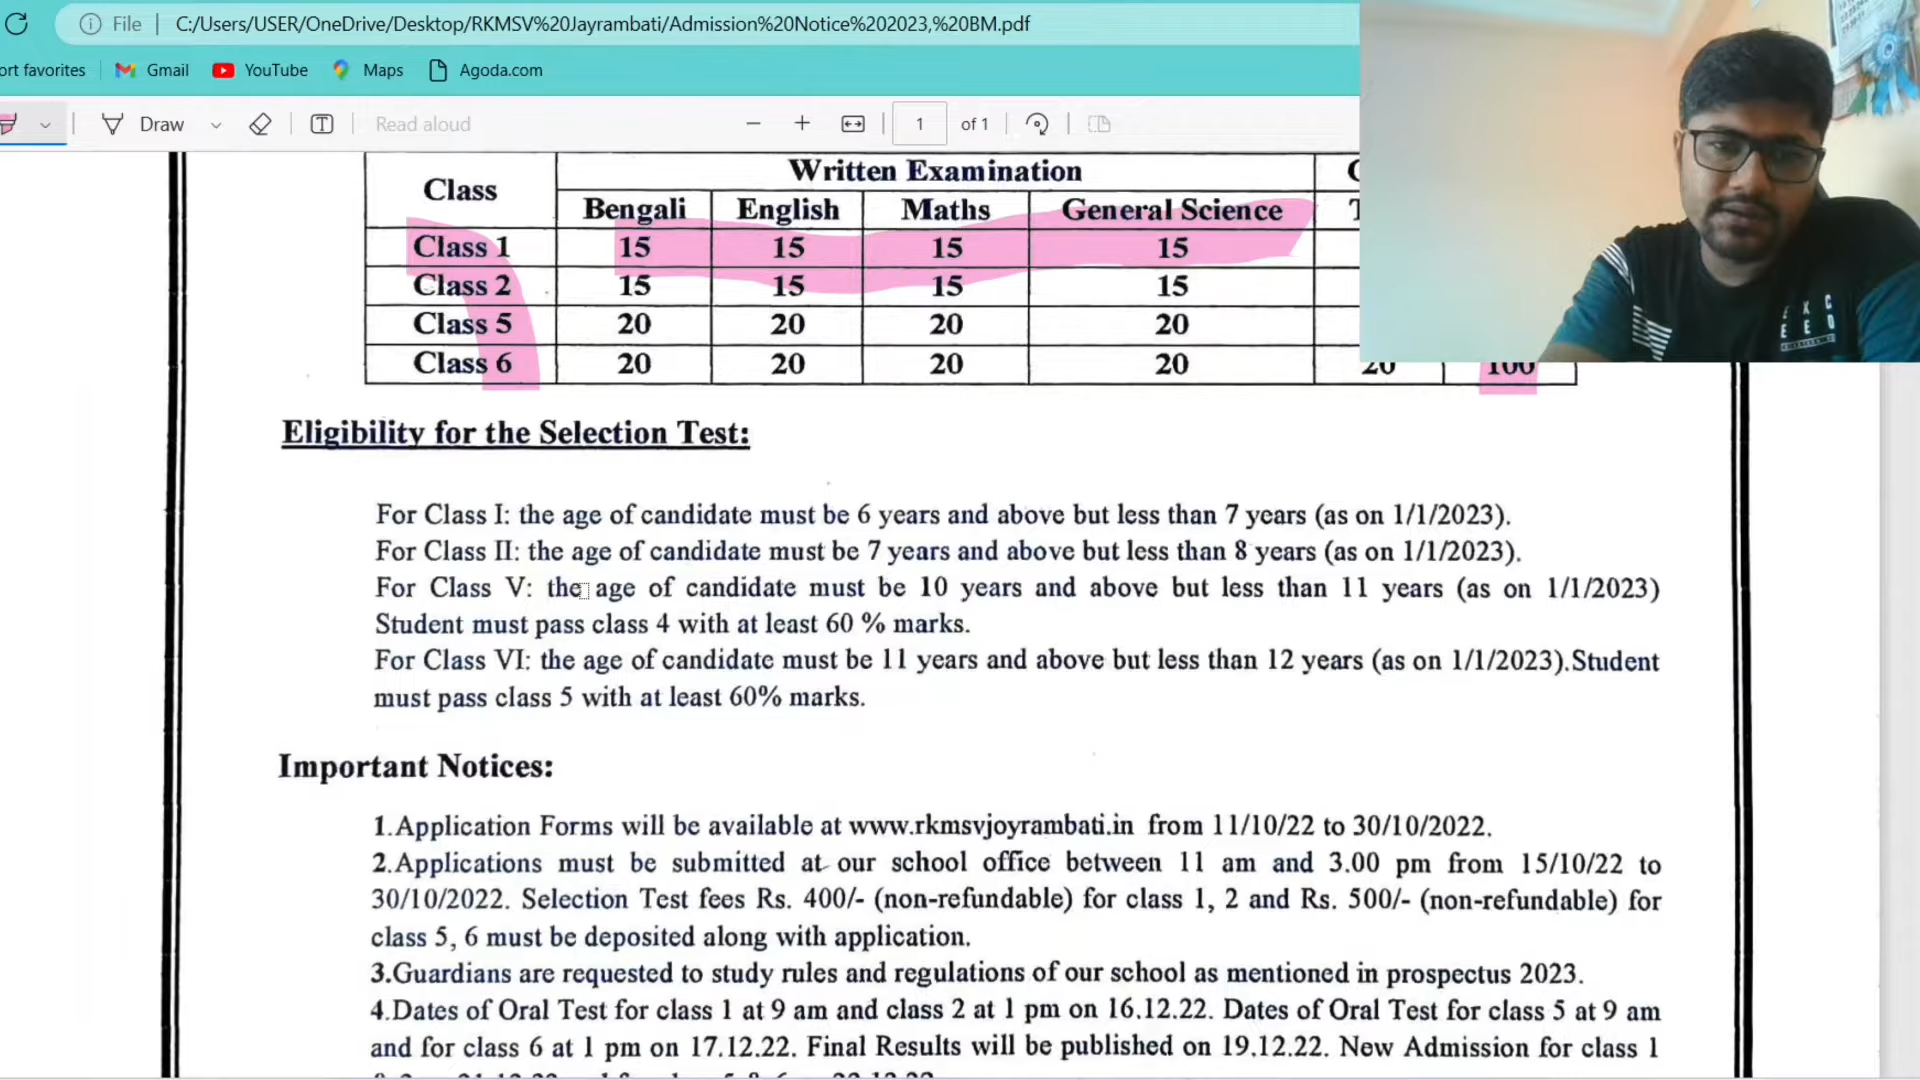 File C:/Users/USER/OneDrive/Desktop/RKMSV%20Jayrambati/Admission%20Notice%202023,%20BM.pdf
ort favorites Gmail YouTube Maps Agoda.com
Draw Read aloud 1 of 1
Written Examination
Class
Bengali English Maths General Science
Class 1 15 15 15 15
Class 2 15 15 15 15
Class 5 20 20 20 20
Class 6 20 20 20 20 20 100
Eligibility for the Selection Test:
For Class I: the age of candidate must be 6 years and above but less than 7 years (as on 1/1/2023).
For Class II: the age of candidate must be 7 years and above but less than 8 years (as on 1/1/2023).
For Class V: the age of candidate must be 10 years and above but less than 11 years (as on 1/1/2023)
Student must pass class 4 with at least 60 % marks.
For Class VI: the age of candidate must be 11 years and above but less than 12 years (as on 1/1/2023).Student
must pass class 5 with at least 60% marks.
Important Notices:
1.Application Forms will be available at www.rkmsvjoyrambati.in from 11/10/22 to 30/10/2022.
2.Applications must be submitted at our school office between 11 am and 3.00 pm from 15/10/22 to
30/10/2022. Selection Test fees Rs. 400/- (non-refundable) for class 1, 2 and Rs. 500/- (non-refundable) for
class 5, 6 must be deposited along with application.
3.Guardians are requested to study rules and regulations of our school as mentioned in prospectus 2023.
4.Dates of Oral Test for class 1 at 9 am and class 2 at 1 pm on 16.12.22. Dates of Oral Test for class 5 at 9 am
and for class 6 at 1 pm on 17.12.22. Final Results will be published on 19.12.22. New Admission for class 1